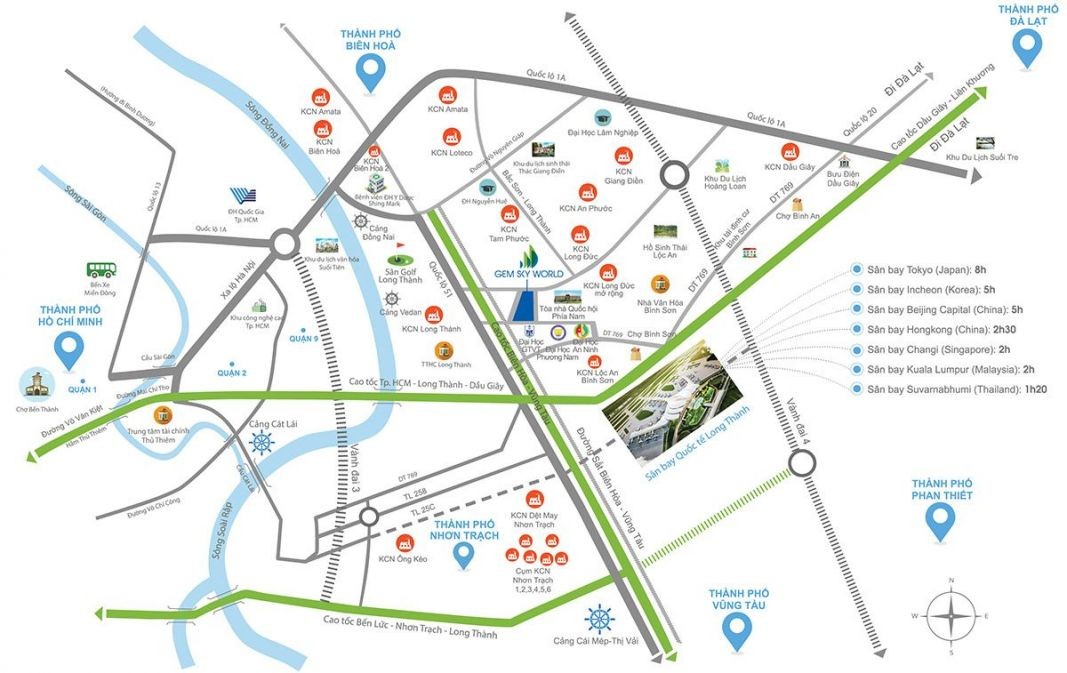 THÀNH PHỐ
ĐÀ LẠT
THÀNH PHỐ
BIÊN HOÀ
Quốc lộ 1A
Quốc lộ 1A
Quốc lộ 20
Đi Đà Lạt
Cao tốc Dầu Giây - Liên Khương
Đi Đà Lạt
(Hướng đi Bình Dương)
Sông Đồng Nai
KCN Amata
KCN Amata
KCN
Biên Hoà
KCN Loteco
KCN
Biên Hoà 2
Bệnh viện ĐH Y Dược
Shing Mark
Đường Võ Nguyên Giáp
Khu du lịch sinh thái
Thác Giang Điền
Đại Học Lâm Nghiệp
KCN
Giang Điền
Khu Du Lịch
Hoàng Loan
KCN Dầu Giây
Bưu Điện
Dầu Giây
Khu Du Lịch Suối Tre
Sông Sài Gòn
Quốc lộ 13
ĐH Quốc Gia
Tp. HCM
Quốc lộ 1A
Khu du lịch văn hóa
Suối Tiên
Cảng
Đồng Nai
ĐH Nguyễn Huệ
Bắc Sơn - Long Thành
KCN An Phước
KCN
Tam Phước
KCN
Long Đức
Hồ Sinh Thái
Lộc An
Khu tái định cư
Bình Sơn
DT 769
Chợ Bình An
Bến Xe
Miền Đông
Xa lộ Hà Nội
Sân Golf
Long Thành
Quốc lộ 51
GEM SKY WORLD
KCN Long Đức
mở rộng
Nhà Văn Hóa
Bình Sơn
DT 769
Cảng Vedan
KCN Long Thành
Tòa nhà Quốc hội
Phía Nam
DT 769
Chợ Bình Sơn
Đại
Học
GTVT
Đại
Học
Phương Nam
Đại
Học
An Ninh
KCN Lộc An
Bình Sơn
TTHC Long Thành
THÀNH PHỐ
HỒ CHÍ MINH
Khu công nghệ cao
Tp. HCM
QUẬN 9
QUẬN 2
QUẬN 1
Cầu Sài Gòn
Chợ Bến Thành
Đường Mai Chí Thọ
Đường Võ Văn Kiệt
Hầm Thủ Thiêm
Trung tâm tài chính
Thủ Thiêm
Cao tốc Tp. HCM - Long Thành - Dầu Giây
Cao tốc Biên Hòa - Vũng Tàu
Sân bay Tokyo (Japan): 8h
Sân bay Incheon (Korea): 5h
Sân bay Beijing Capital (China): 5h
Sân bay Hongkong (China): 2h30
Sân bay Changi (Singapore): 2h
Sân bay Kuala Lumpur (Malaysia): 2h
Sân bay Suvarnabhumi (Thailand): 1h20
Sân bay Quốc tế Long Thành
Đường Sắt Biên Hòa - Vũng Tàu
Vành đai 4
Cảng Cát Lái
Cầu Cát Lái
Vành đai 3
Đường Võ Chí Công
Sông Soài Rạp
DT 769
TL 25B
TL 25C
KCN Ông Kèo
THÀNH PHỐ
NHƠN TRẠCH
KCN Dệt May
Nhơn Trạch
Cụm KCN
Nhơn Trạch
1,2,3,4,5,6
THÀNH PHỐ
PHAN THIẾT
THÀNH PHỐ
VŨNG TÀU
Cao tốc Bến Lức - Nhơn Trạch - Long Thành
Cảng Cái Mép-Thị Vải
N
W
E
S